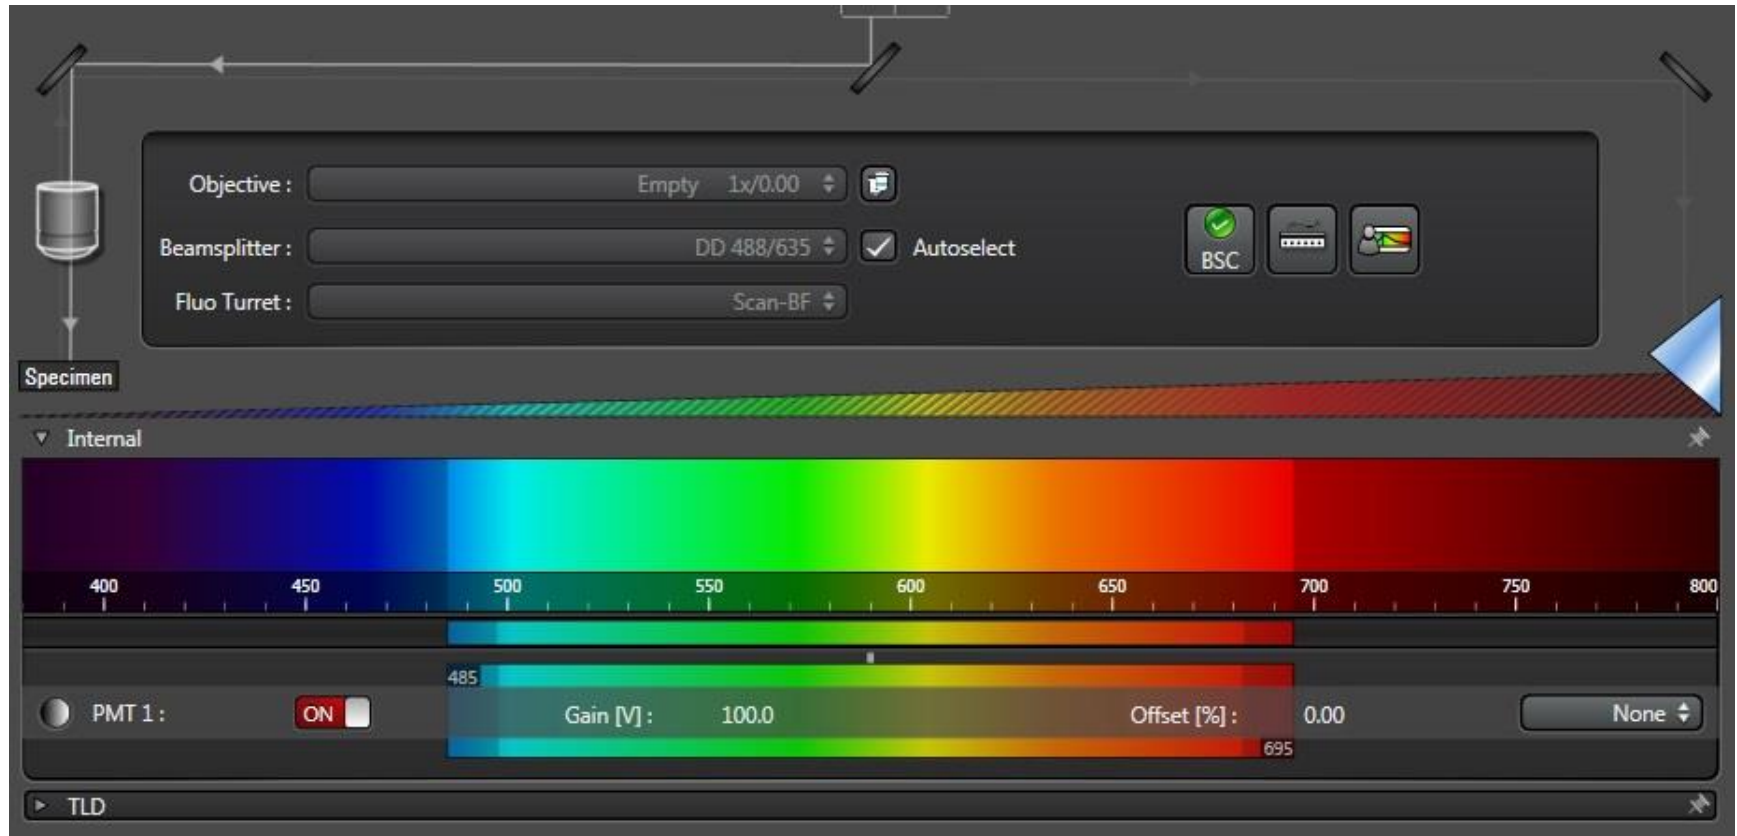 Objective : Empty 1x/0.00
Beamsplitter : DD 488/635 Autoselect
BSC
Fluo Turret : Scan-BF
Specimen
Internal
400 450 500 550 600 650 700 750 800
485
PMT 1 : ON Gain [V] : 100.0 Offset [%] : 0.00 None
695
TLD